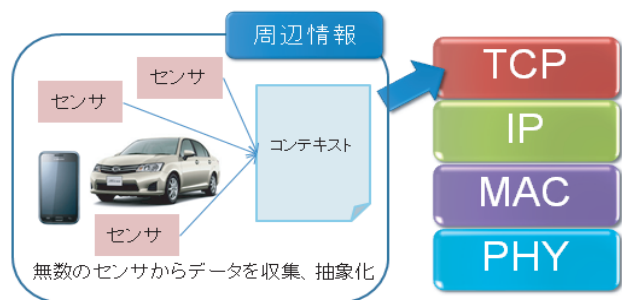 周辺情報
センサ
センサ
コンテキスト
センサ
無数のセンサからデータを収集、抽象化
TCP
IP
MAC
PHY